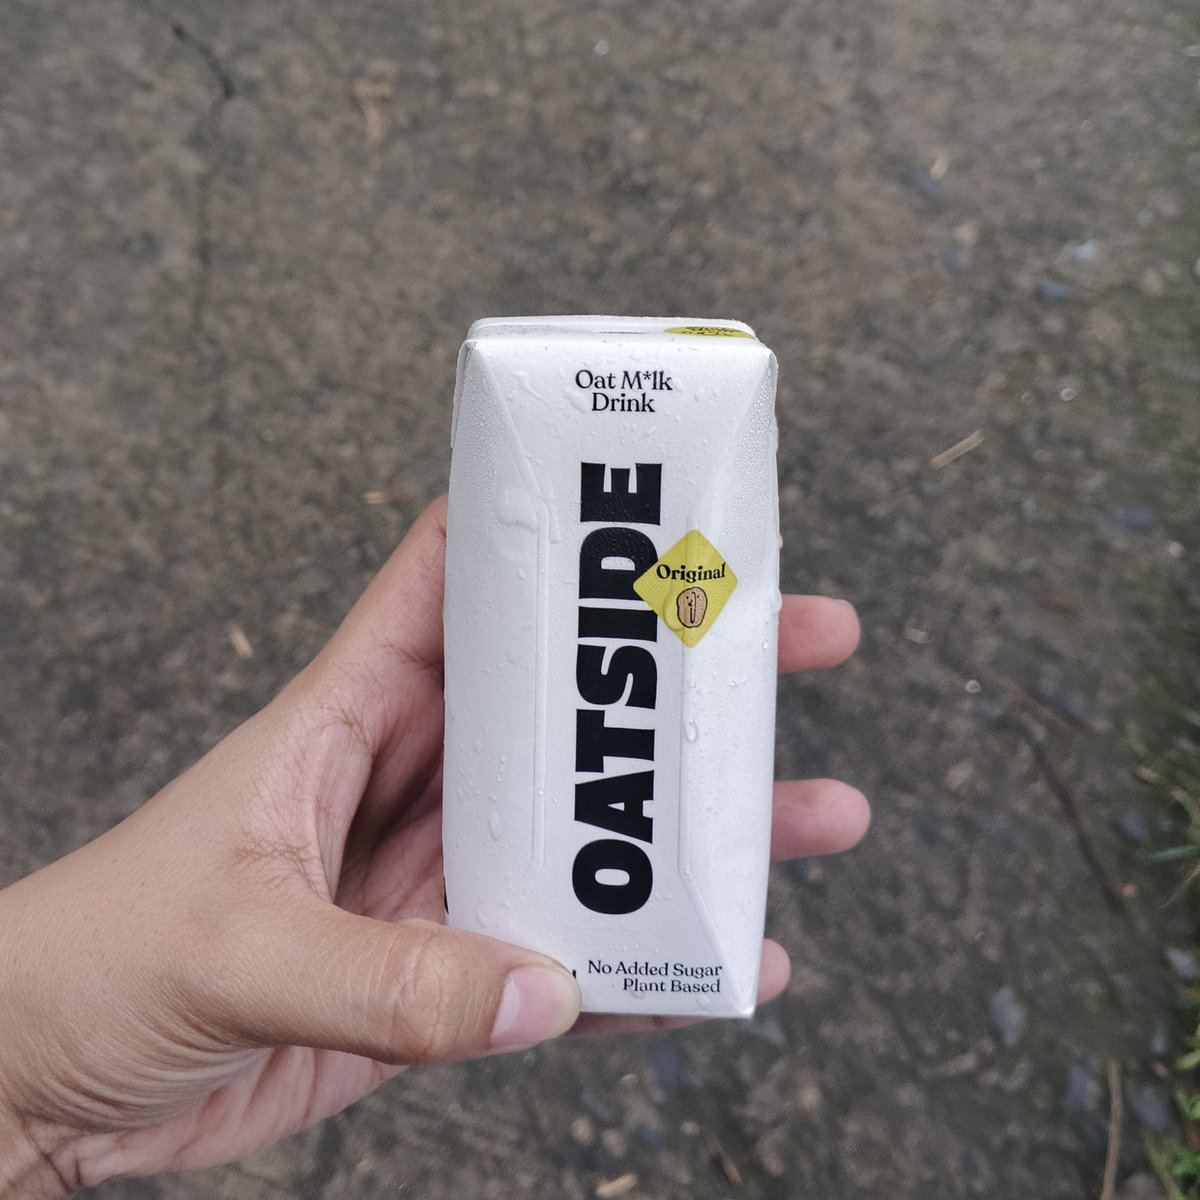 Oat M*lk
Drink
OATSIDE
Original
No Added Sugar
Plant Based